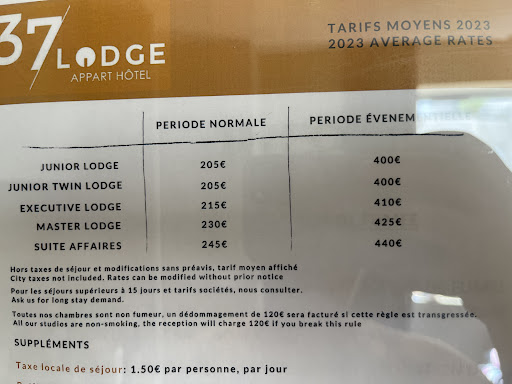 37 LODGE
APPART HÔTEL
TARIFS MOYENS 2023
2023 AVERAGE RATES
PERIODE NORMALE PERIODE ÉVENEMENTIELLE
JUNIOR LODGE 205€ 400€
JUNIOR TWIN LODGE 205€ 400€
EXECUTIVE LODGE 215€ 410€
MASTER LODGE 230€ 425€
SUITE AFFAIRES 245€ 440€
Hors taxes de séjour et modifications sans préavis, tarif moyen affiché
City taxes not included. Rates can be modified without prior notice
Pour les séjours supérieurs à 15 jours et tarifs sociétés, nous consulter.
Ask us for long stay demand.
Toutes nos chambres sont non fumeur, un dédommagement de 120€ sera facturé si cette règle est transgressée.
All our studios are non-smoking, the reception will charge 120€ if you break this rule
SUPPLÉMENTS
Taxe locale de séjour: 1.50€ par personne, par jour